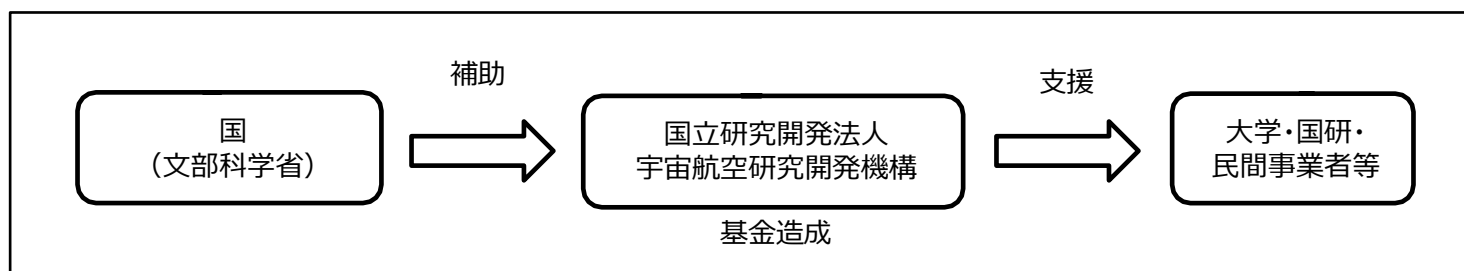 国
（文部科学省）
補助
国立研究開発法人
宇宙航空研究開発機構
基金造成
支援
大学・国研・
民間事業者等